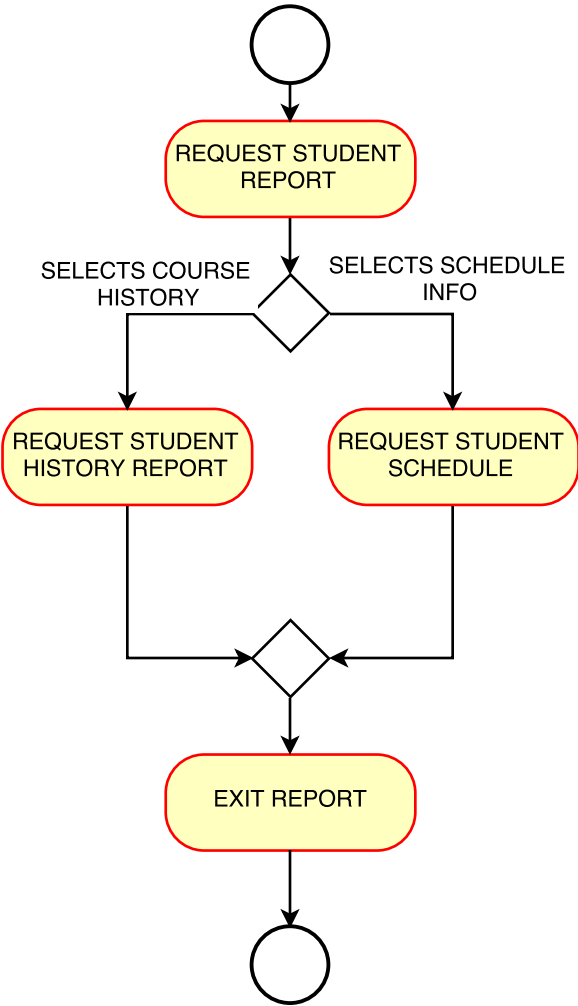 REQUEST STUDENT
REPORT
SELECTS COURSE
HISTORY
SELECTS SCHEDULE
INFO
REQUEST STUDENT
HISTORY REPORT
REQUEST STUDENT
SCHEDULE
EXIT REPORT